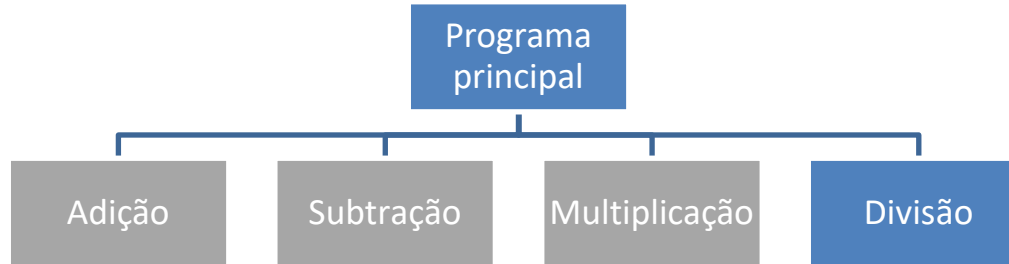 Programa
principal
Adição
Subtração
Multiplicação
Divisão